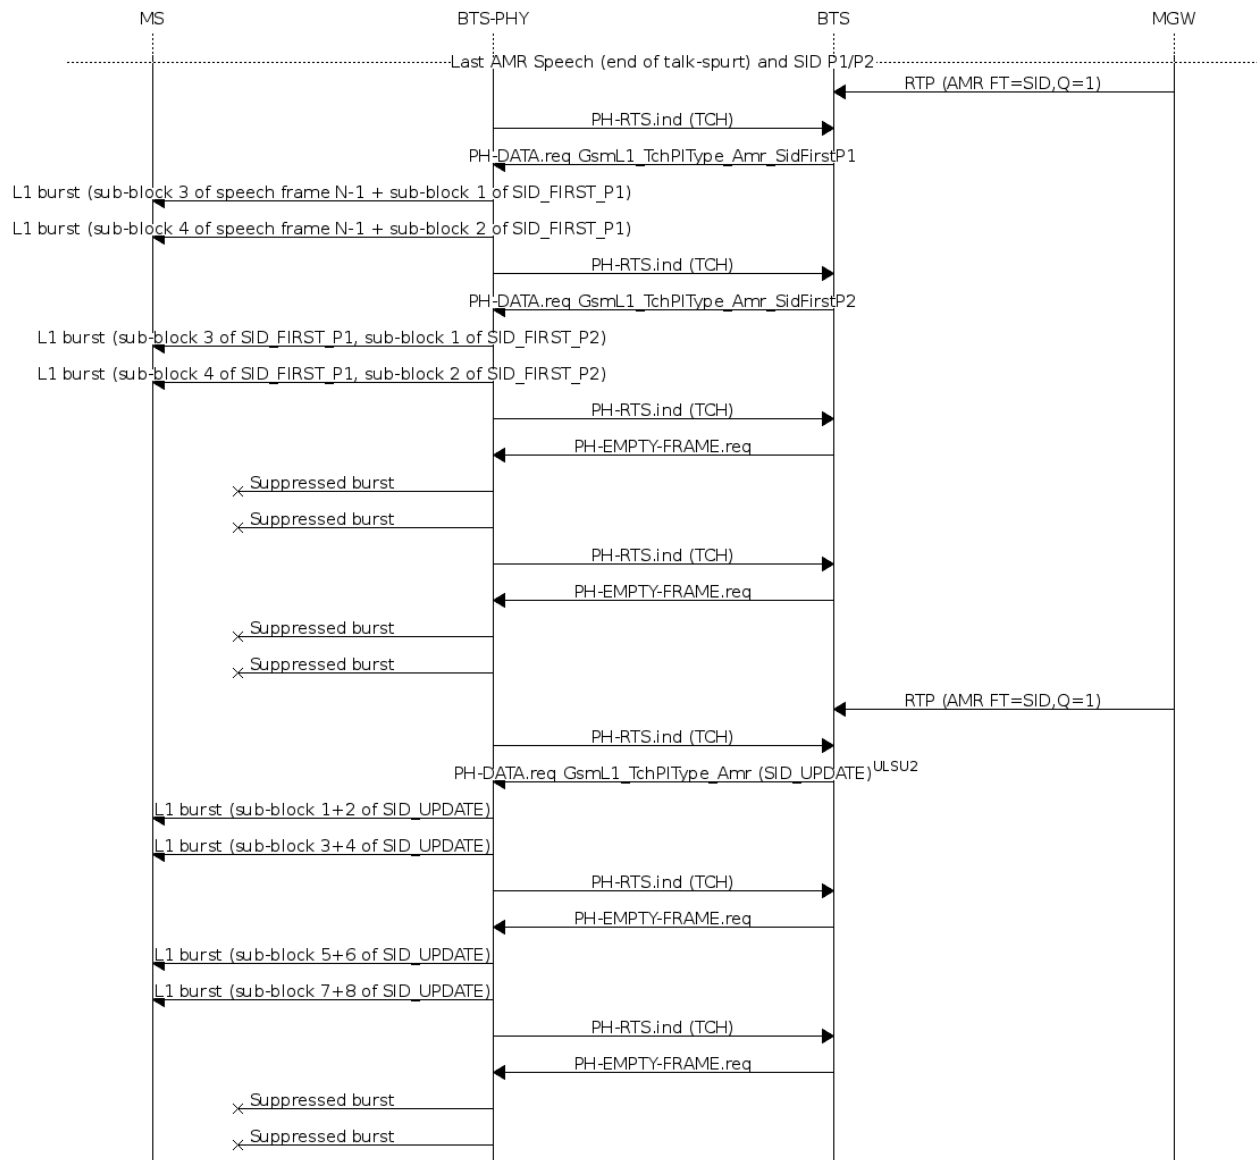 MS BTS-PHY BTS MGW
Last AMR Speech (end of talk-spurt) and SID P1/P2
RTP (AMR FT=SID,Q=1)
PH-RTS.ind (TCH)
PH-DATA.req GsmL1_TchPlType_Amr_SidFirstP1
L1 burst (sub-block 3 of speech frame N-1 + sub-block 1 of SID_FIRST_P1)
L1 burst (sub-block 4 of speech frame N-1 + sub-block 2 of SID_FIRST_P1)
PH-RTS.ind (TCH)
PH-DATA.req GsmL1_TchPlType_Amr_SidFirstP2
L1 burst (sub-block 3 of SID_FIRST_P1, sub-block 1 of SID_FIRST_P2)
L1 burst (sub-block 4 of SID_FIRST_P1, sub-block 2 of SID_FIRST_P2)
PH-RTS.ind (TCH)
PH-EMPTY-FRAME.req
Suppressed burst
Suppressed burst
PH-RTS.ind (TCH)
PH-EMPTY-FRAME.req
Suppressed burst
Suppressed burst
RTP (AMR FT=SID,Q=1)
PH-RTS.ind (TCH)
PH-DATA.req GsmL1_TchPlType_Amr (SID_UPDATE)ULSU2
L1 burst (sub-block 1+2 of SID_UPDATE)
L1 burst (sub-block 3+4 of SID_UPDATE)
PH-RTS.ind (TCH)
PH-EMPTY-FRAME.req
L1 burst (sub-block 5+6 of SID_UPDATE)
L1 burst (sub-block 7+8 of SID_UPDATE)
PH-RTS.ind (TCH)
PH-EMPTY-FRAME.req
Suppressed burst
Suppressed burst